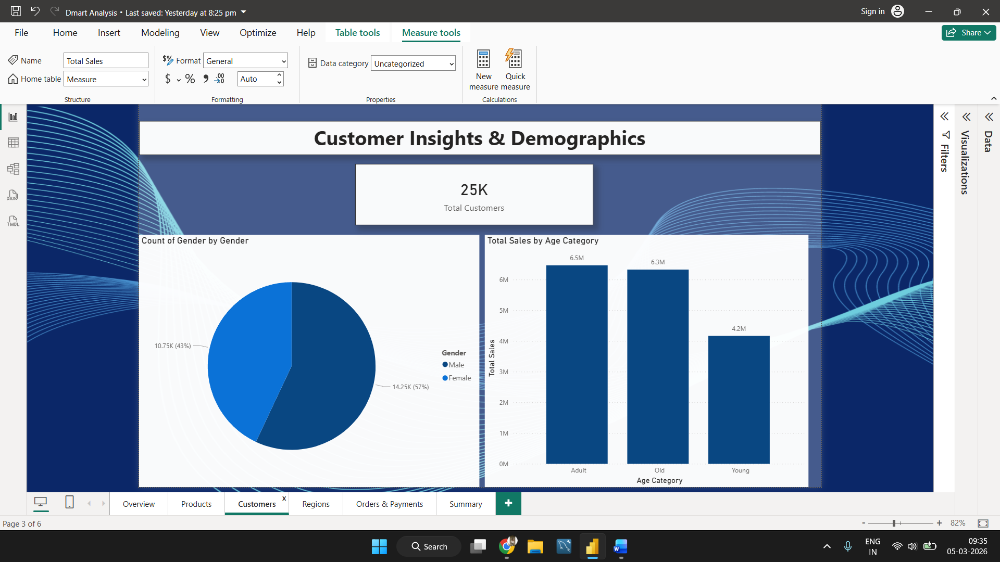 Dmart Analysis • Last saved: Yesterday at 8:25 pm
Sign in
File Home Insert Modeling View Optimize Help Table tools Measure tools
Share
Name Total Sales
Home table Measure
Structure
$% Format General
$ % , .00 →.0 Auto
Formatting
Data category Uncategorized
Properties
New measure
Quick measure
Calculations
DAX
TMDL
Customer Insights & Demographics
25K
Total Customers
Count of Gender by Gender
10.75K (43%)
14.25K (57%)
Gender
Male
Female
Total Sales by Age Category
6.5M
6.3M
4.2M
6M
5M
4M
3M
2M
1M
0M
Total Sales
Adult Old Young
Age Category
Filters
Visualizations
Data
Overview Products Customers x Regions Orders & Payments Summary +
Page 3 of 6
- + 82%
Search
ENG
IN
09:35
05-03-2026